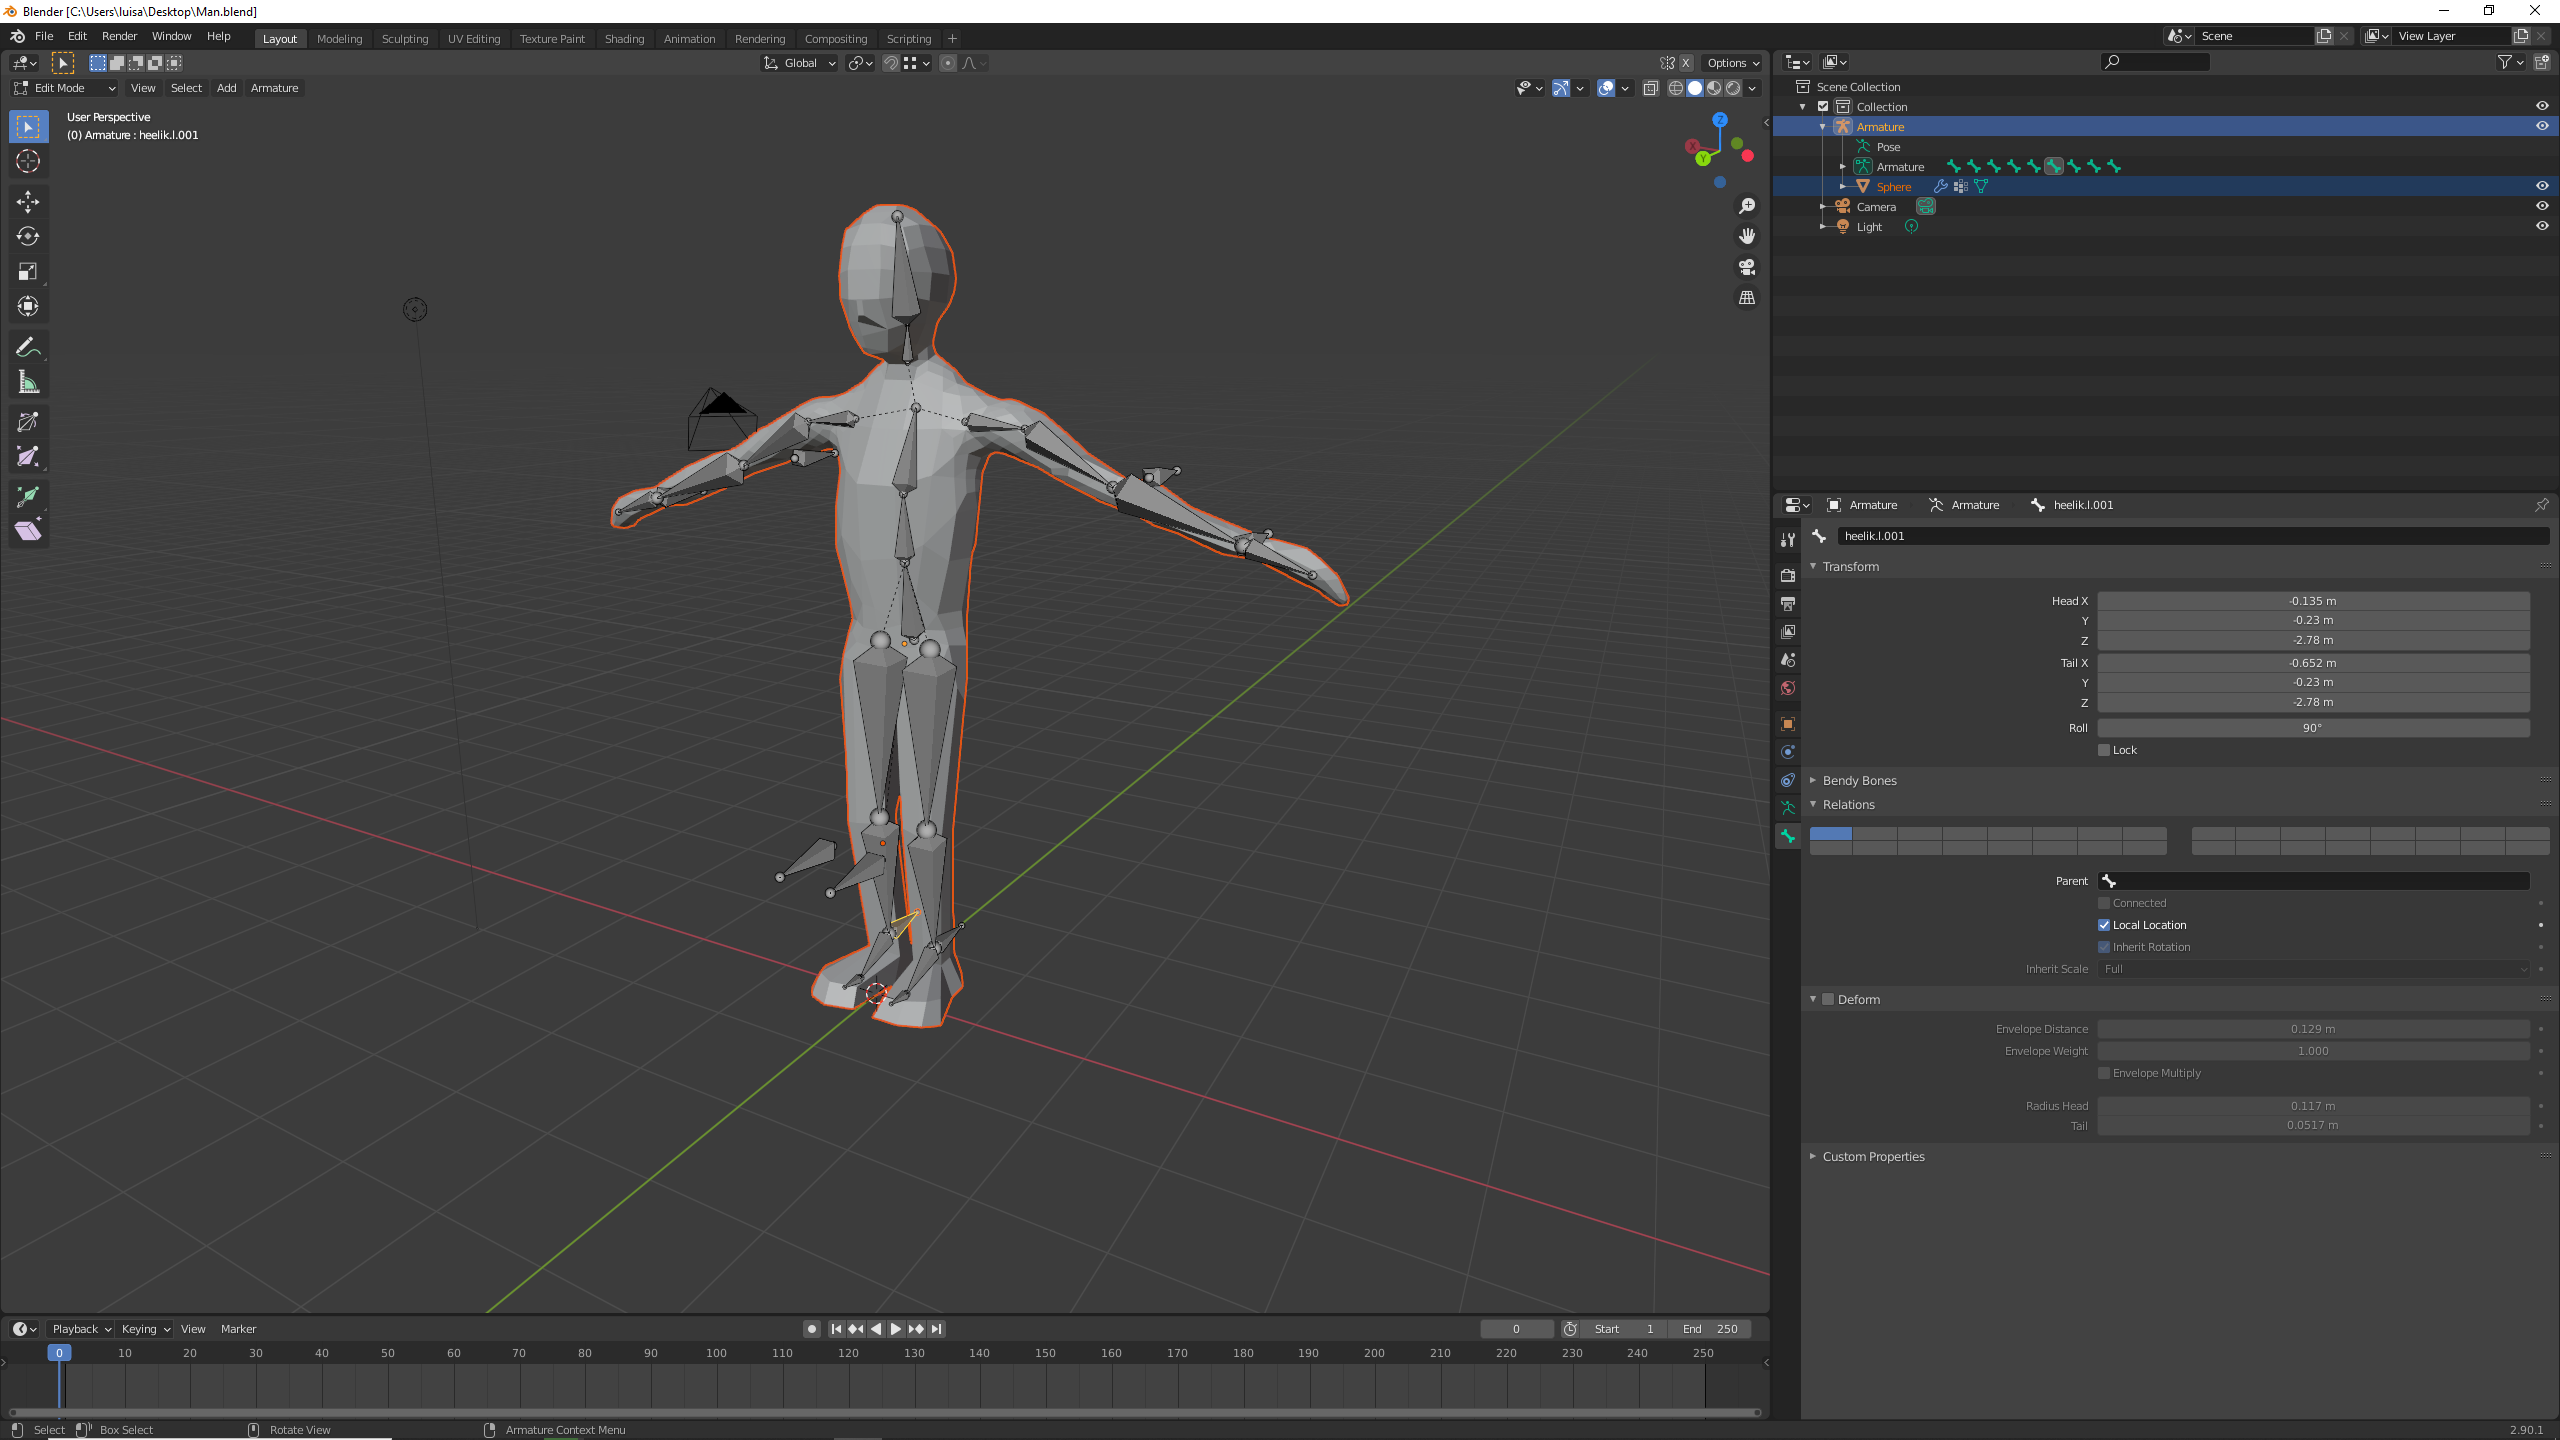 Blender [C:\Users\luisa\Desktop\Man.blend]
File Edit Render Window Help Layout Modeling Sculpting UV Editing Texture Paint Shading Animation Rendering Compositing Scripting + Scene View Layer
Global X Options
Edit Mode View Select Add Armature
User Perspective
(0) Armature : heelik.l.001
Z
X
Y
Scene Collection
Collection
Armature
Pose
Armature
Sphere
Camera
Light
Armature Armature heelik.l.001
heelik.l.001
Transform
Head X -0.135 m
Y -0.23 m
Z -2.78 m
Tail X -0.652 m
Y -0.23 m
Z -2.78 m
Roll 90°
Lock
Bendy Bones
Relations
Parent
Connected
Local Location
Inherit Rotation
Inherit Scale Full
Deform
Envelope Distance 0.129 m
Envelope Weight 1.000
Envelope Multiply
Radius Head 0.117 m
Tail 0.0517 m
Custom Properties
Playback Keying View Marker 0 Start 1 End 250
0 10 20 30 40 50 60 70 80 90 100 110 120 130 140 150 160 170 180 190 200 210 220 230 240 250
Select Box Select Rotate View Armature Context Menu 2.90.1